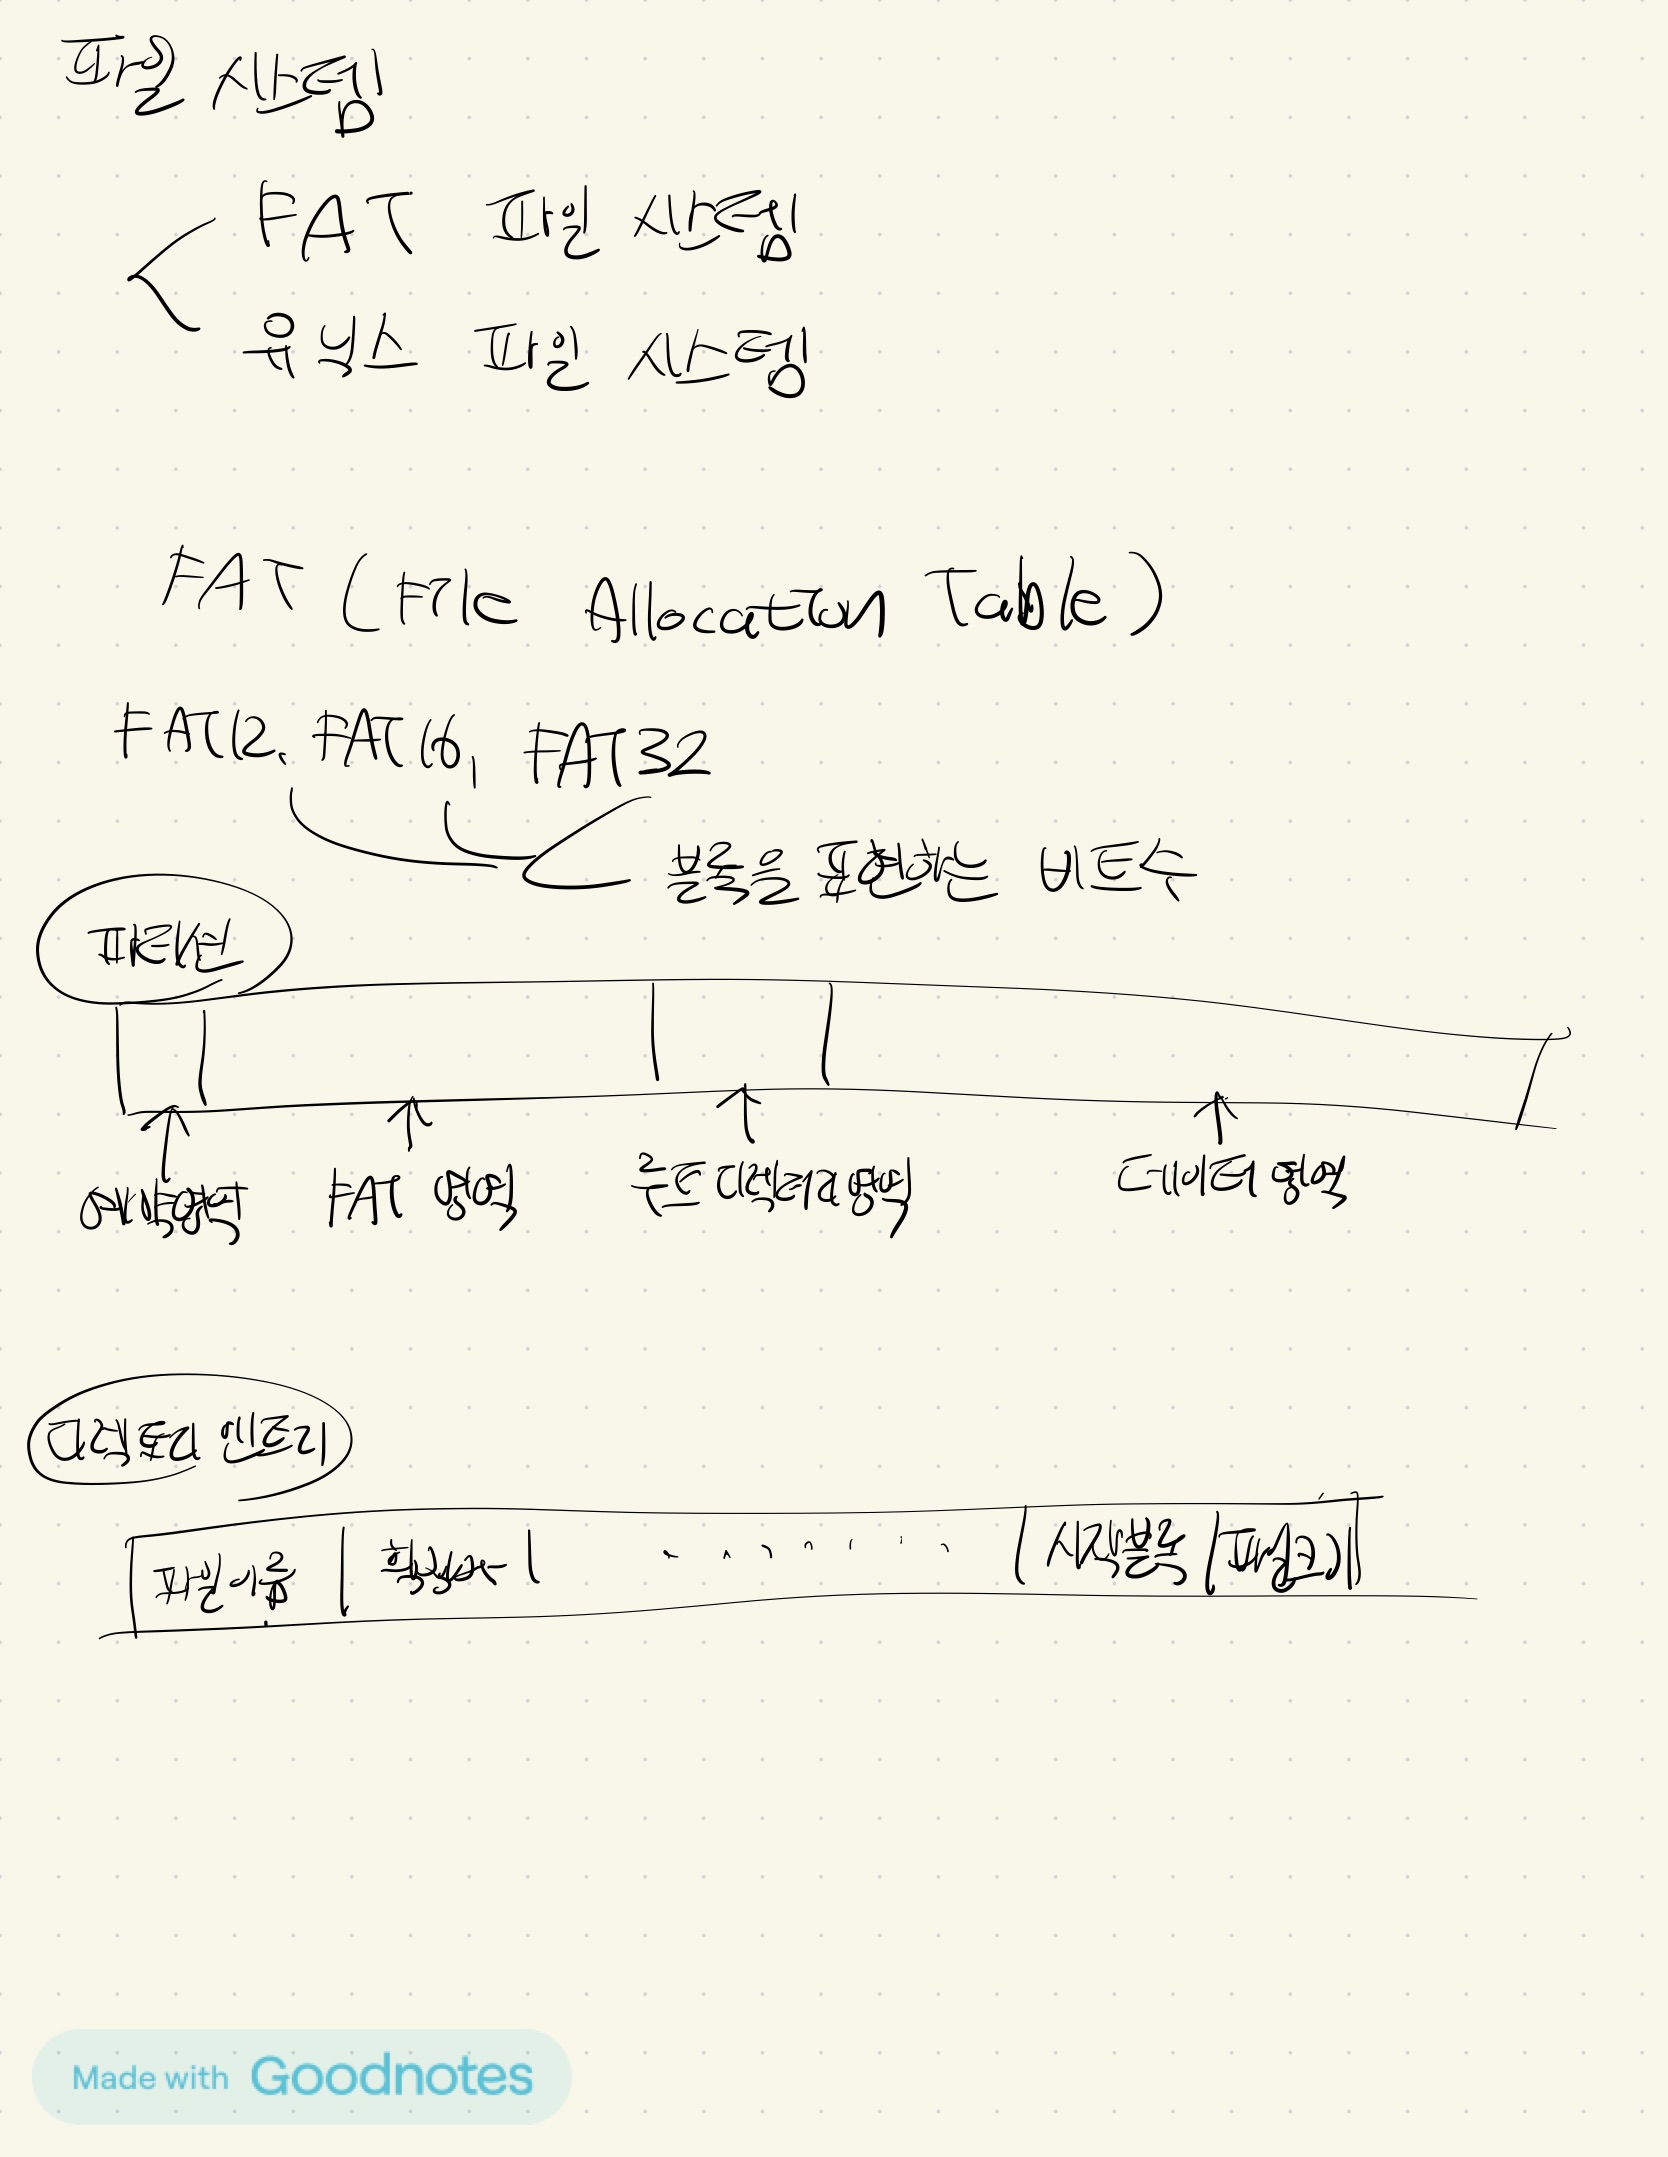 파일 시스템
FAT 파일 시스템
유닉스 파일 시스템
FAT (File Allocation Table)
FAT12, FAT16, FAT32
블록을 표현하는 비트수
파티션
예약영역 FAT 영역 루트 디렉터리 영역 데이터 영역
디렉토리 엔트리
파일이름 확장자 ....... 시작블록 파일크기
Made with Goodnotes